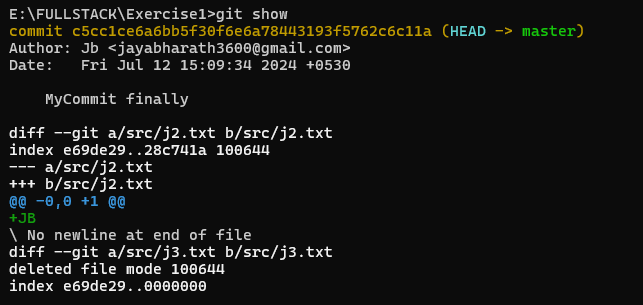 E:\FULLSTACK\Exercise1>git show
commit c5cc1ce6a6bb5f30f6e6a78443193f5762c6c11a (HEAD -> master)
Author: Jb <jayabharath3600@gmail.com>
Date:   Fri Jul 12 15:09:34 2024 +0530

    MyCommit finally

diff --git a/src/j2.txt b/src/j2.txt
index e69de29..28c741a 100644
--- a/src/j2.txt
+++ b/src/j2.txt
@@ -0,0 +1 @@
+JB
\ No newline at end of file
diff --git a/src/j3.txt b/src/j3.txt
deleted file mode 100644
index e69de29..0000000